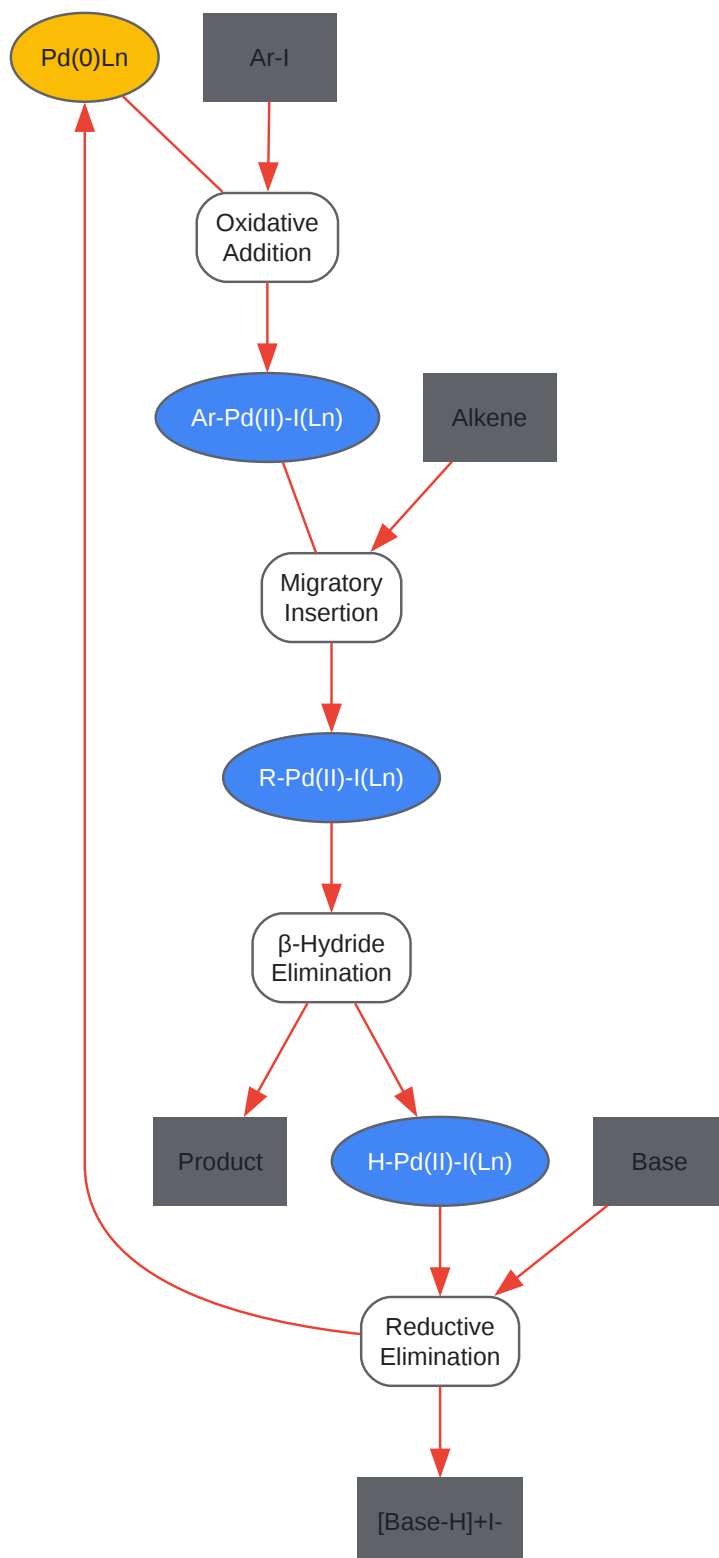 Pd(0)Ln
Ar-I
Oxidative
Addition
Ar-Pd(II)-I(Ln)
Alkene
Migratory
Insertion
R-Pd(II)-I(Ln)
β-Hydride
Elimination
Product
H-Pd(II)-I(Ln)
Base
Reductive
Elimination
[Base-H]+I-